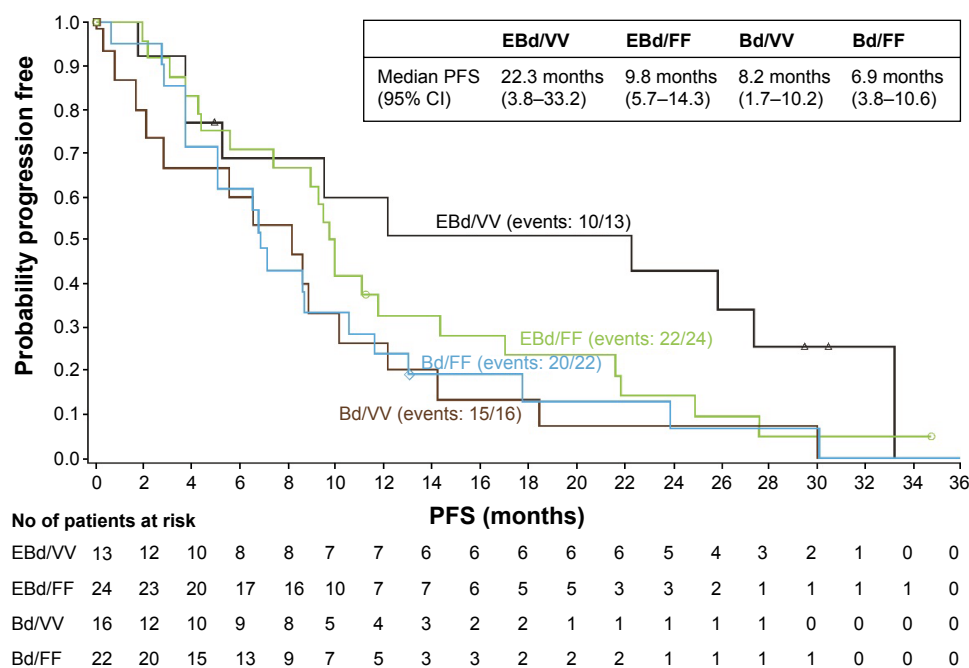 EBd/VV EBd/FF Bd/VV Bd/FF
Median PFS 22.3 months 9.8 months 8.2 months 6.9 months
(95% CI) (3.8–33.2) (5.7–14.3) (1.7–10.2) (3.8–10.6)
Probability progression free
1.0
0.9
0.8
0.7
0.6
0.5
0.4
0.3
0.2
0.1
0.0
EBd/VV (events: 10/13)
EBd/FF (events: 22/24)
Bd/FF (events: 20/22)
Bd/VV (events: 15/16)
0 2 4 6 8 10 12 14 16 18 20 22 24 26 28 30 32 34 36
PFS (months)
No of patients at risk
EBd/VV 13 12 10 8 8 7 7 6 6 6 6 6 5 4 3 2 1 0 0
EBd/FF 24 23 20 17 16 10 7 7 6 5 5 3 3 2 1 1 1 1 0
Bd/VV 16 12 10 9 8 5 4 3 2 2 1 1 1 1 1 0 0 0 0
Bd/FF 22 20 15 13 9 7 5 3 3 2 2 2 1 1 1 1 0 0 0